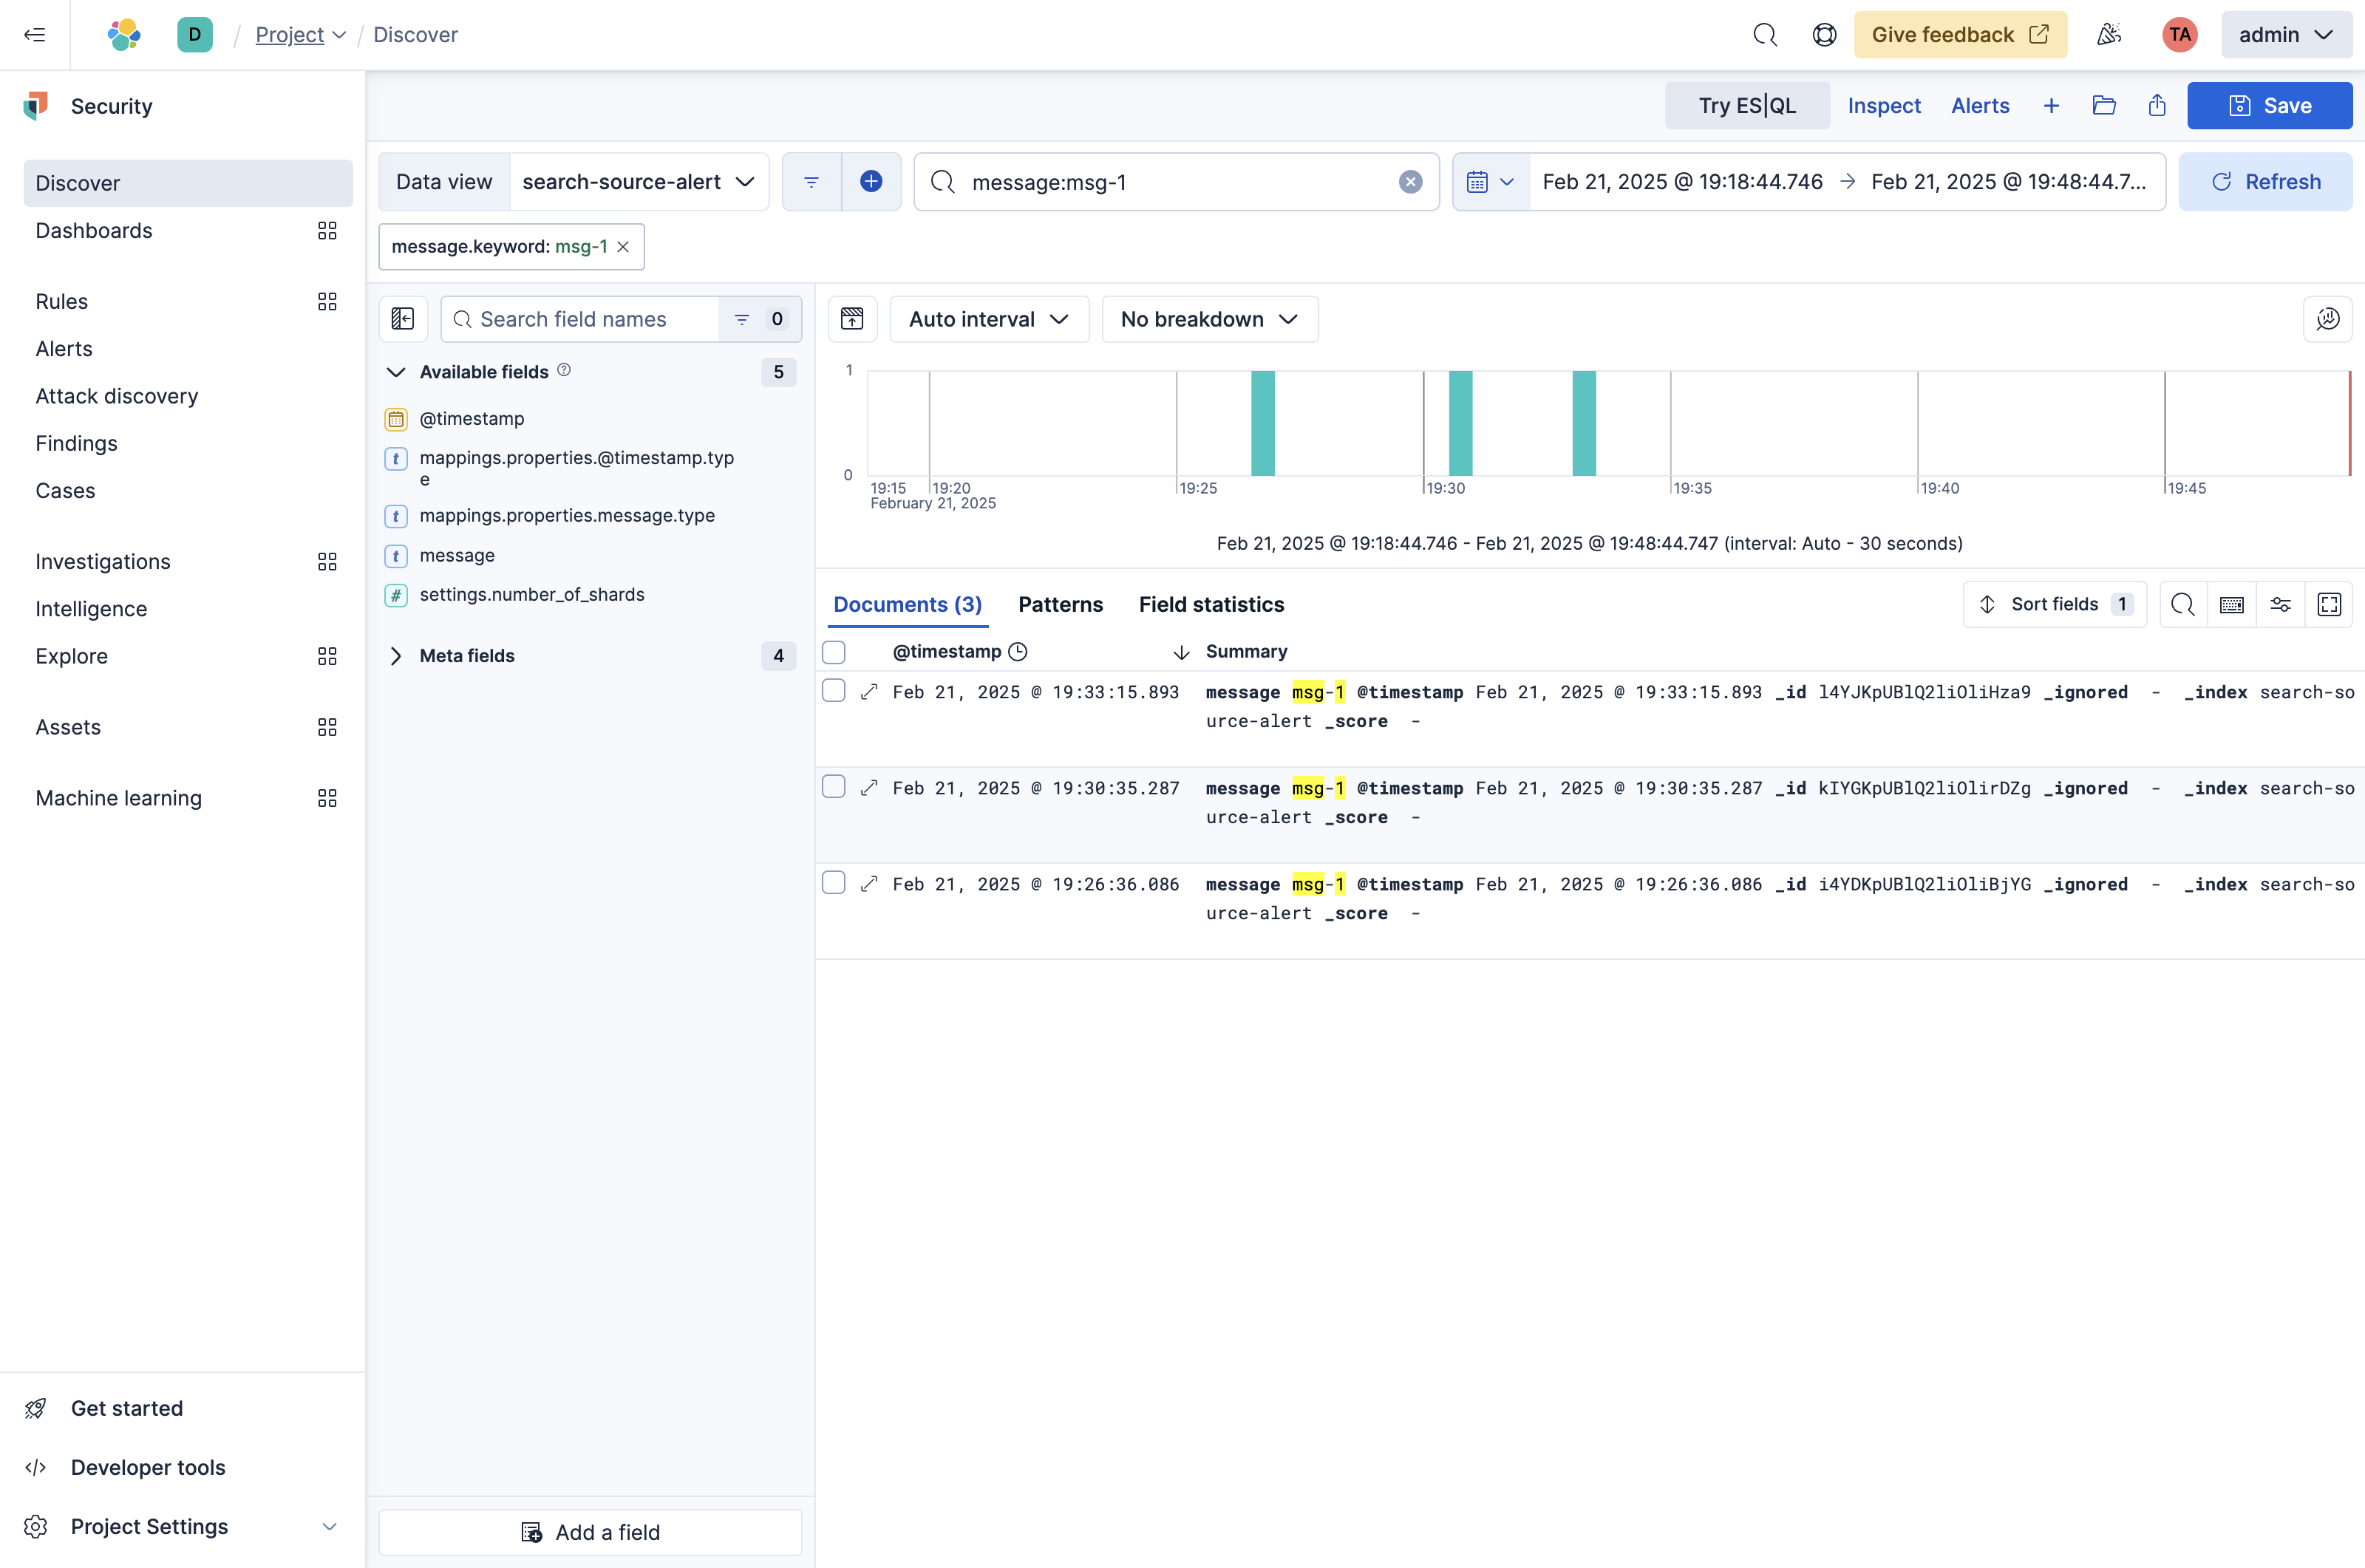 D / Project / Discover
Give feedback
TA
admin
Security
Try ES|QL
Inspect
Alerts
Save
Discover
Dashboards
Rules
Alerts
Attack discovery
Findings
Cases
Investigations
Intelligence
Explore
Assets
Machine learning
Get started
Developer tools
Project Settings
Data view search-source-alert
message:msg-1
Feb 21, 2025 @ 19:18:44.746 → Feb 21, 2025 @ 19:48:44.7...
Refresh
message.keyword: msg-1
Search field names 0
Available fields 5
@timestamp
t mappings.properties.@timestamp.typ
e
t mappings.properties.message.type
t message
# settings.number_of_shards
Meta fields 4
Add a field
Auto interval
No breakdown
1
0
19:15 19:20 19:25 19:30 19:35 19:40 19:45
February 21, 2025
Feb 21, 2025 @ 19:18:44.746 - Feb 21, 2025 @ 19:48:44.747 (interval: Auto - 30 seconds)
Documents (3) Patterns Field statistics
Sort fields 1
@timestamp Summary
Feb 21, 2025 @ 19:33:15.893 message msg-1 @timestamp Feb 21, 2025 @ 19:33:15.893 _id l4YJKpUBlQ2liOliHza9 _ignored - _index search-so
urce-alert _score -
Feb 21, 2025 @ 19:30:35.287 message msg-1 @timestamp Feb 21, 2025 @ 19:30:35.287 _id kIYGKpUBlQ2liOlirDZg _ignored - _index search-so
urce-alert _score -
Feb 21, 2025 @ 19:26:36.086 message msg-1 @timestamp Feb 21, 2025 @ 19:26:36.086 _id i4YDKpUBlQ2liOliBjYG _ignored - _index search-so
urce-alert _score -